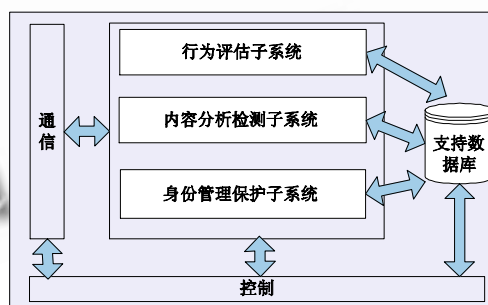 行为评估子系统
通
信
内容分析检测子系统
支持数
据库
身份管理保护子系统
控制